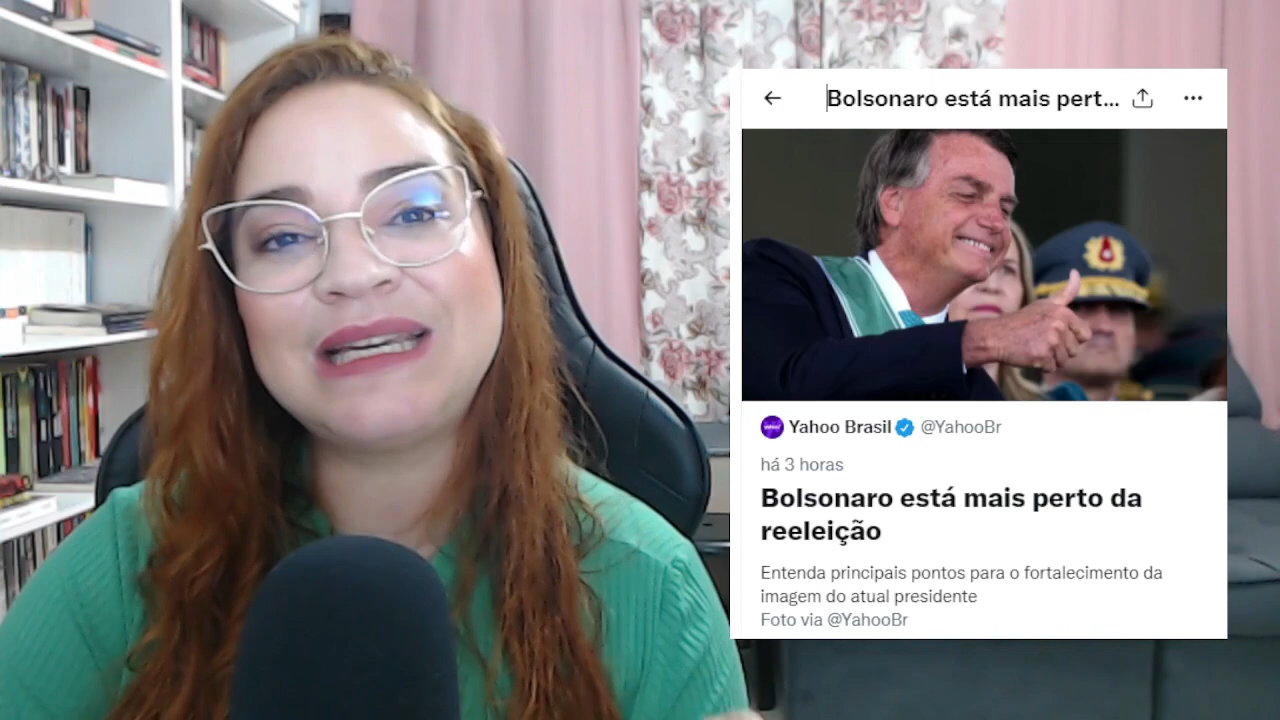 Bolsonaro está mais pert...
Yahoo Brasil @YahooBr
há 3 horas
Bolsonaro está mais perto da
reeleição
Entenda principais pontos para o fortalecimento da
imagem do atual presidente
Foto via @YahooBr